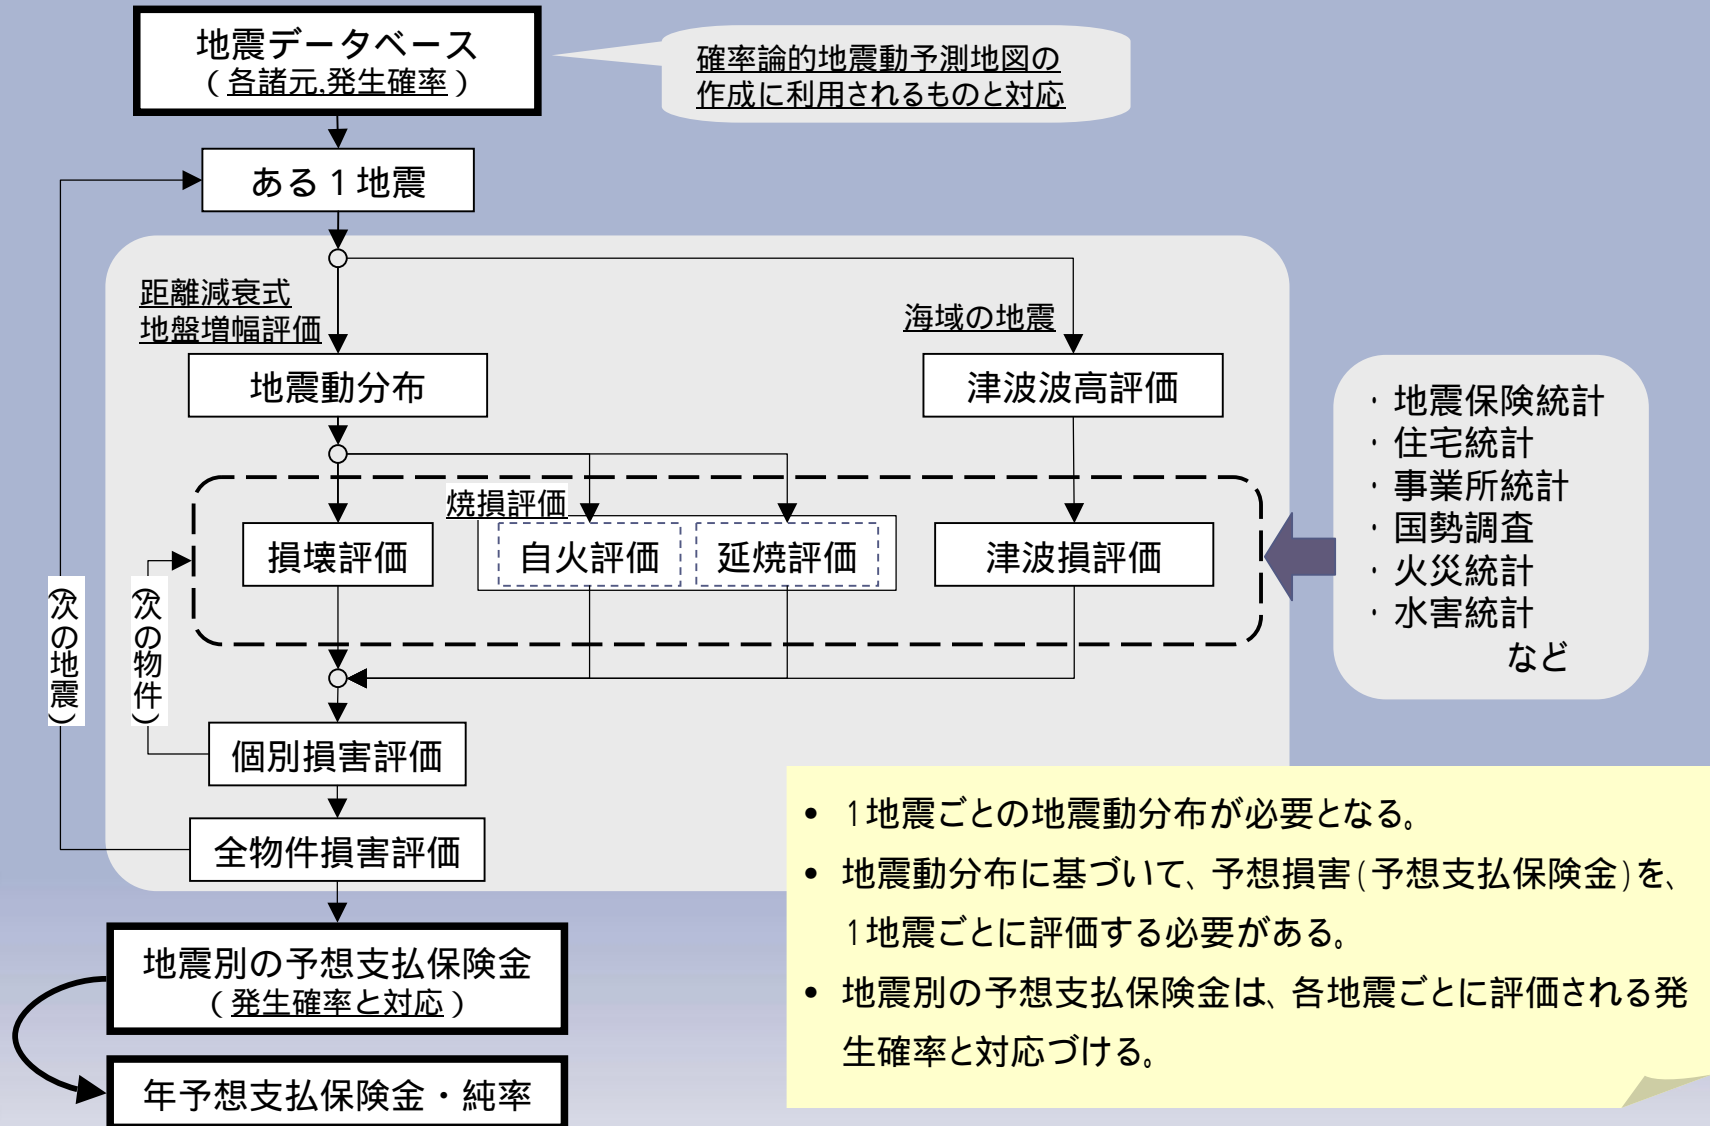 地震データベース
（各諸元,発生確率）
確率論的地震動予測地図の
作成に利用されるものと対応
ある１地震
距離減衰式
地盤増幅評価
海域の地震
地震動分布
津波波高評価
焼損評価
損壊評価
自火評価
延焼評価
津波損評価
・地震保険統計
・住宅統計
・事業所統計
・国勢調査
・火災統計
・水害統計
など
（次の地震）
（次の物件）
個別損害評価
全物件損害評価
地震別の予想支払保険金
（発生確率と対応）
年予想支払保険金・純率
• 1地震ごとの地震動分布が必要となる。
• 地震動分布に基づいて、予想損害(予想支払保険金)を、
1地震ごとに評価する必要がある。
• 地震別の予想支払保険金は、各地震ごとに評価される発
生確率と対応づける。